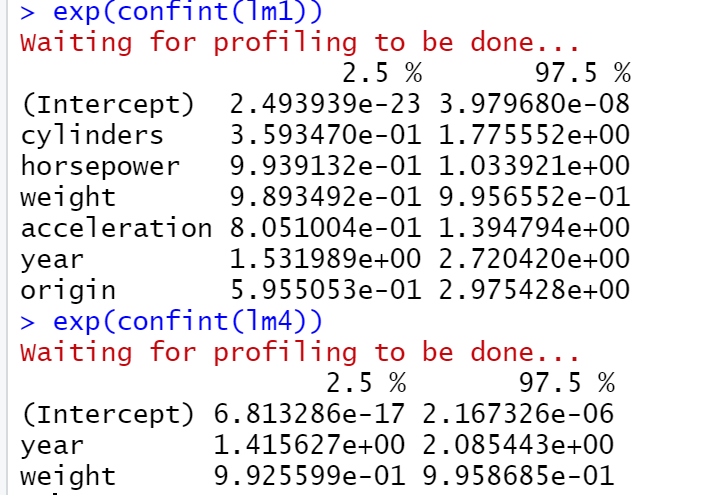 > exp(confint(lm1))
Waiting for profiling to be done...
2.5 % 97.5 %
(Intercept) 2.493939e-23 3.979680e-08
cylinders 3.593470e-01 1.775552e+00
horsepower 9.939132e-01 1.033921e+00
weight 9.893492e-01 9.956552e-01
acceleration 8.051004e-01 1.394794e+00
year 1.531989e+00 2.720420e+00
origin 5.955053e-01 2.975428e+00
> exp(confint(lm4))
Waiting for profiling to be done...
2.5 % 97.5 %
(Intercept) 6.813286e-17 2.167326e-06
year 1.415627e+00 2.085443e+00
weight 9.925599e-01 9.958685e-01